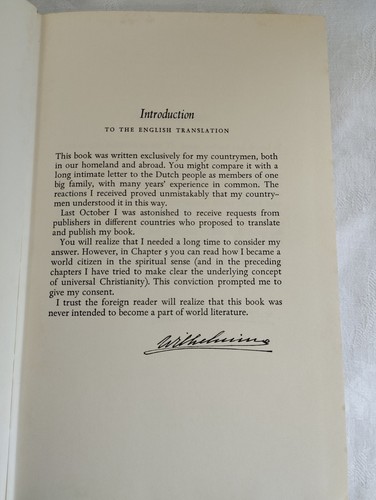 Introduction
TO THE ENGLISH TRANSLATION
This book was written exclusively for my countrymen, both
in our homeland and abroad. You might compare it with a
long intimate letter to the Dutch people as members of one
big family, with many years' experience in common. The
reactions I received proved unmistakably that my country-
men understood it in this way.
Last October I was astonished to receive requests from
publishers in different countries who proposed to translate
and publish my book.
You will realize that I needed a long time to consider my
answer. However, in Chapter 5 you can read how I became a
world citizen in the spiritual sense (and in the preceding
chapters I have tried to make clear the underlying concept
of universal Christianity). This conviction prompted me to
give my consent.
I trust the foreign reader will realize that this book was
never intended to become a part of world literature.
Wilhelmina